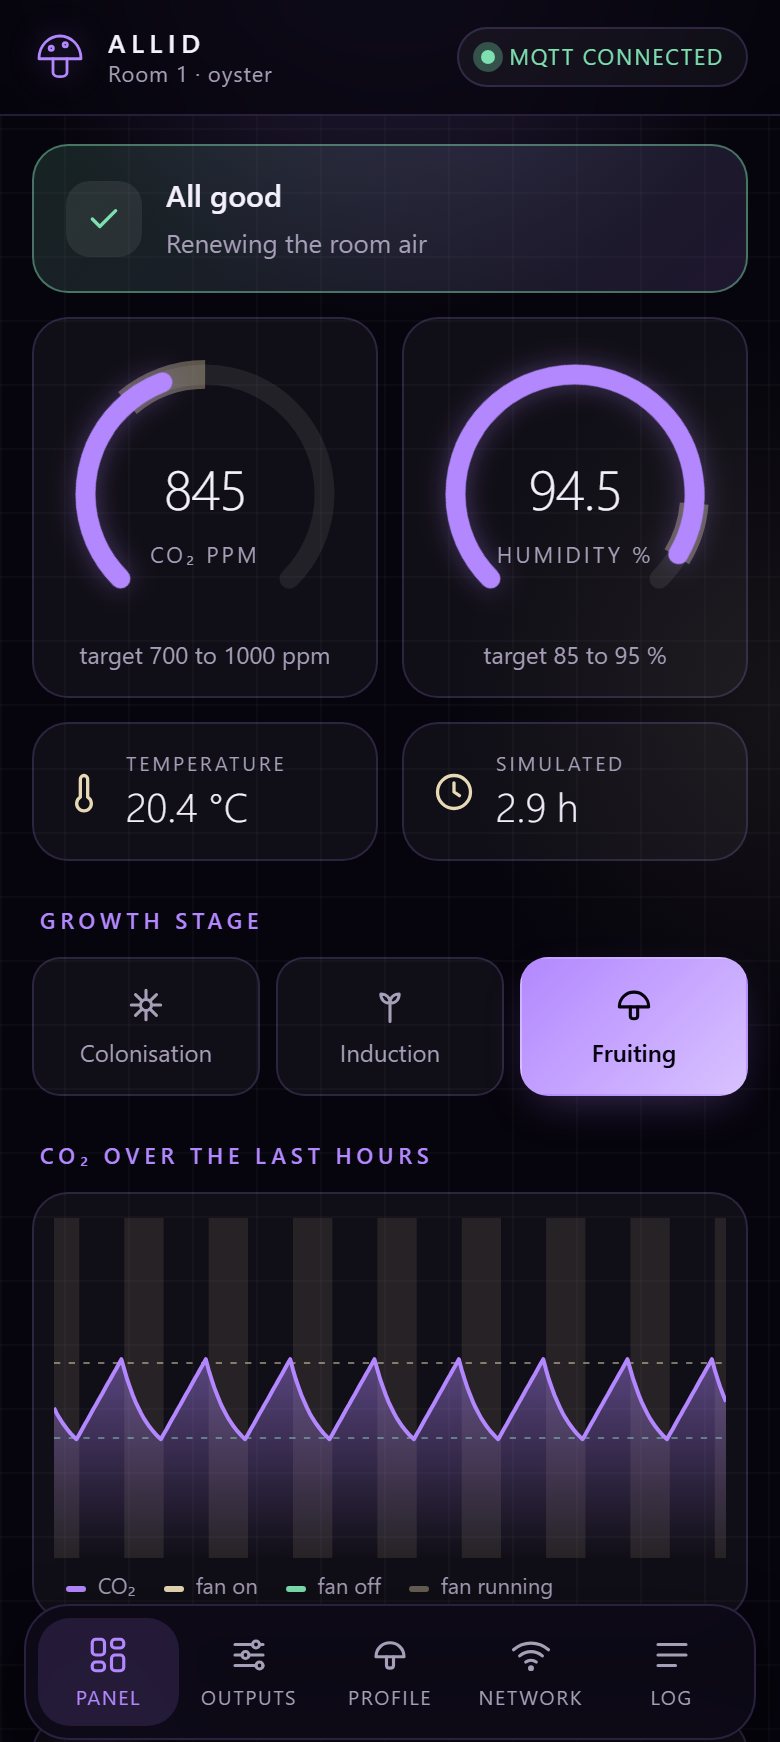 ALLID
Room 1 · oyster
MQTT CONNECTED
All good
Renewing the room air
845
CO₂ PPM
target 700 to 1000 ppm
94.5
HUMIDITY %
target 85 to 95 %
TEMPERATURE
20.4 °C
SIMULATED
2.9 h
GROWTH STAGE
Colonisation
Induction
Fruiting
CO₂ OVER THE LAST HOURS
CO₂ fan on fan off fan running
PANEL OUTPUTS PROFILE NETWORK LOG